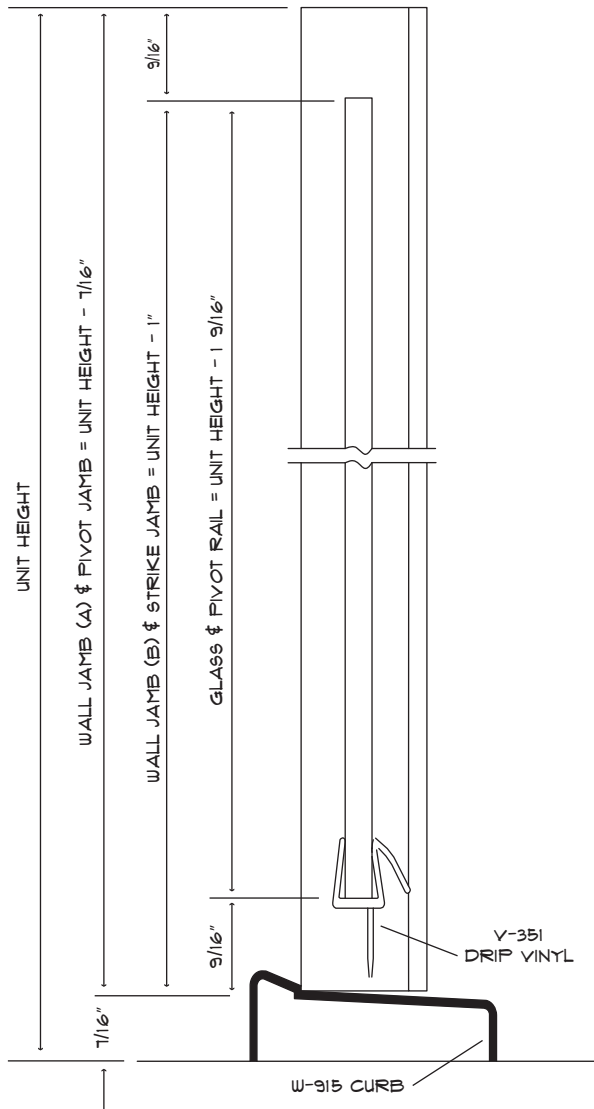 9/16"
UNIT HEIGHT
WALL JAMB (A) & PIVOT JAMB = UNIT HEIGHT - 7/16"
WALL JAMB (B) & STRIKE JAMB = UNIT HEIGHT - 1"
GLASS & PIVOT RAIL = UNIT HEIGHT - 1 9/16"
9/16"
7/16"
V-351
DRIP VINYL
W-915 CURB